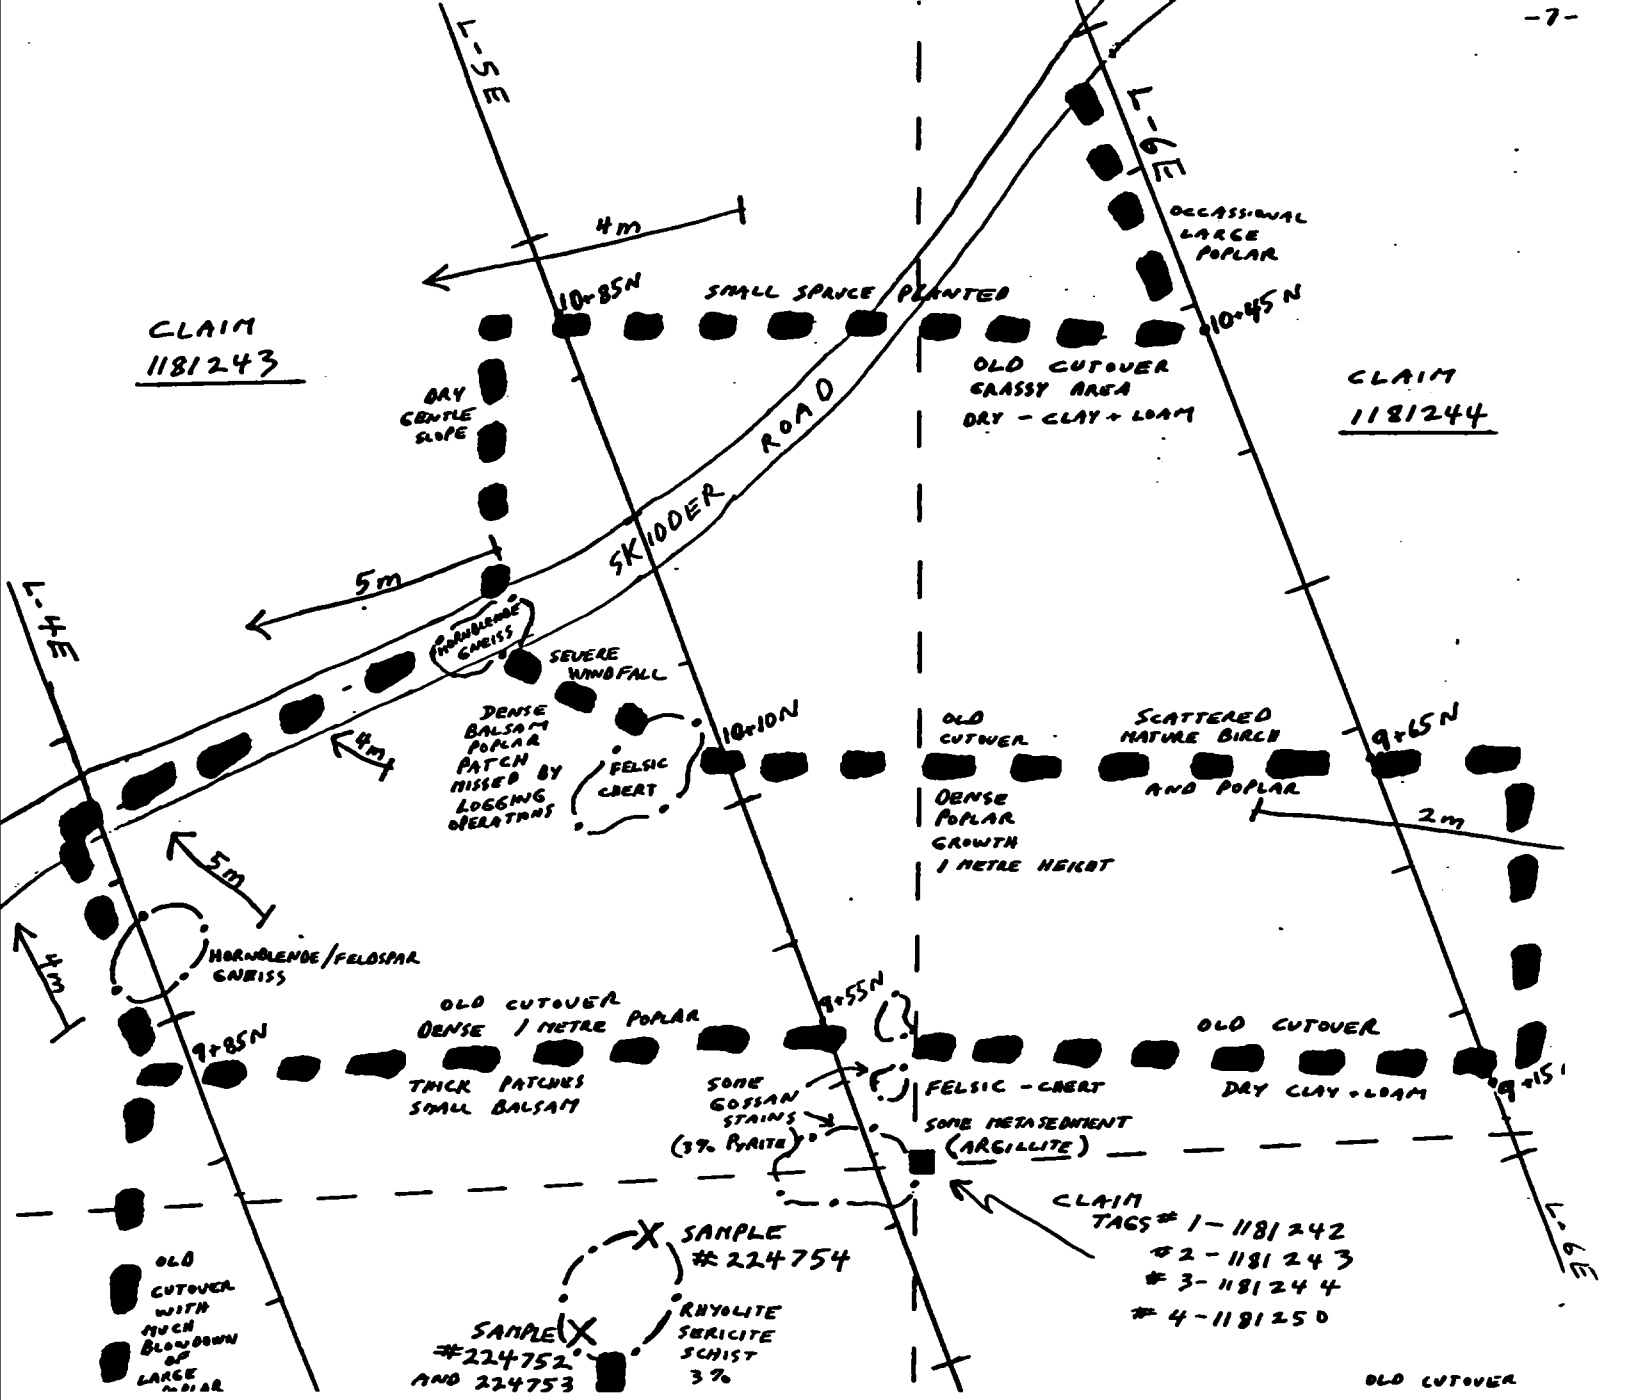 -7-
L-5E
L-6E
4m
OCCASSIONAL
LARGE
POPLAR
10+85N
SMALL SPRUCE PLANTED
10+45N
CLAIM
1181243
OLD CUTOVER
GRASSY AREA
DRY - CLAY + LOAM
CLAIM
1181244
DRY
GENTLE
SLOPE
SKIDDER ROAD
5m
L-4E
HORNBLENDE
GNEISS
SEVERE
WINDFALL
DENSE
BALSAM
POPLAR
PATCH
MISSED BY
LOGGING
OPERATIONS
4m
FELSIC
CHERT
10+10N
OLD
CUTOVER
SCATTERED
MATURE BIRCH
AND POPLAR
9+65N
DENSE
POPLAR
GROWTH
1 METRE HEIGHT
2m
5m
4m
HORNBLENDE/FELDSPAR
GNEISS
9+85N
OLD CUTOVER
DENSE 1 METRE POPLAR
THICK PATCHES
SMALL BALSAM
9+55N
OLD CUTOVER
DRY CLAY + LOAM
9+15
SOME
GOSSAN
STAINS
(3% PYRITE)
FELSIC - CHERT
SOME METASEDIMENT
(ARGILLITE)
CLAIM
TAGS # 1 - 1181242
# 2 - 1181243
# 3 - 1181244
# 4 - 1181250
L-6E
SAMPLE
# 224754
OLD
CUTOVER
WITH
MUCH
BLOWDOWN
OF
LARGE
POPLAR
SAMPLE
#224752
AND 224753
RHYOLITE
SERICITE
SCHIST
3%
OLD CUTOVER